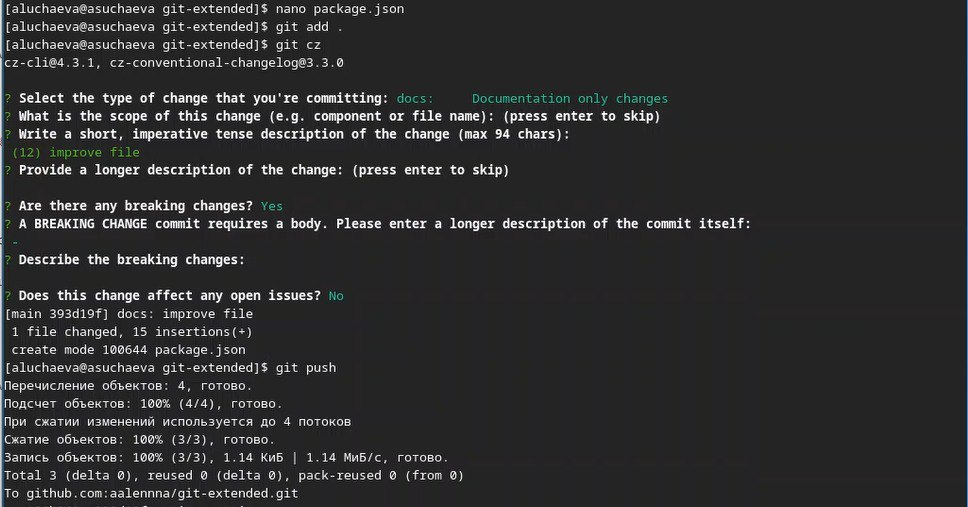 [aluchaeva@asuchaeva git-extended]$ nano package.json
[aluchaeva@asuchaeva git-extended]$ git add .
[aluchaeva@asuchaeva git-extended]$ git cz
cz-cli@4.3.1, cz-conventional-changelog@3.3.0
? Select the type of change that you're committing: docs:     Documentation only changes
? What is the scope of this change (e.g. component or file name): (press enter to skip)
? Write a short, imperative tense description of the change (max 94 chars):
 (12) improve file
? Provide a longer description of the change: (press enter to skip)
? Are there any breaking changes? Yes
? A BREAKING CHANGE commit requires a body. Please enter a longer description of the commit itself:
 -
? Describe the breaking changes:
? Does this change affect any open issues? No
[main 393d19f] docs: improve file
 1 file changed, 15 insertions(+)
 create mode 100644 package.json
[aluchaeva@asuchaeva git-extended]$ git push
Перечисление объектов: 4, готово.
Подсчет объектов: 100% (4/4), готово.
При сжатии изменений используется до 4 потоков
Сжатие объектов: 100% (3/3), готово.
Запись объектов: 100% (3/3), 1.14 КиБ | 1.14 МиБ/с, готово.
Total 3 (delta 0), reused 0 (delta 0), pack-reused 0 (from 0)
To github.com:aalennna/git-extended.git